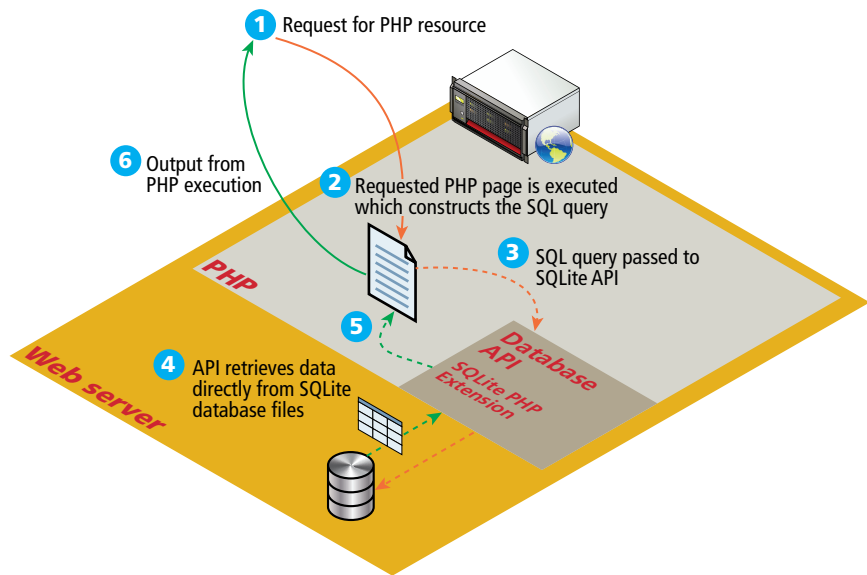 1 Request for PHP resource
6 Output from
PHP execution
2 Requested PHP page is executed
which constructs the SQL query
3 SQL query passed to
SQLite API
PHP
5
Database
API
SQLite PHP
Extension
Web server
4 API retrieves data
directly from SQLite
database files